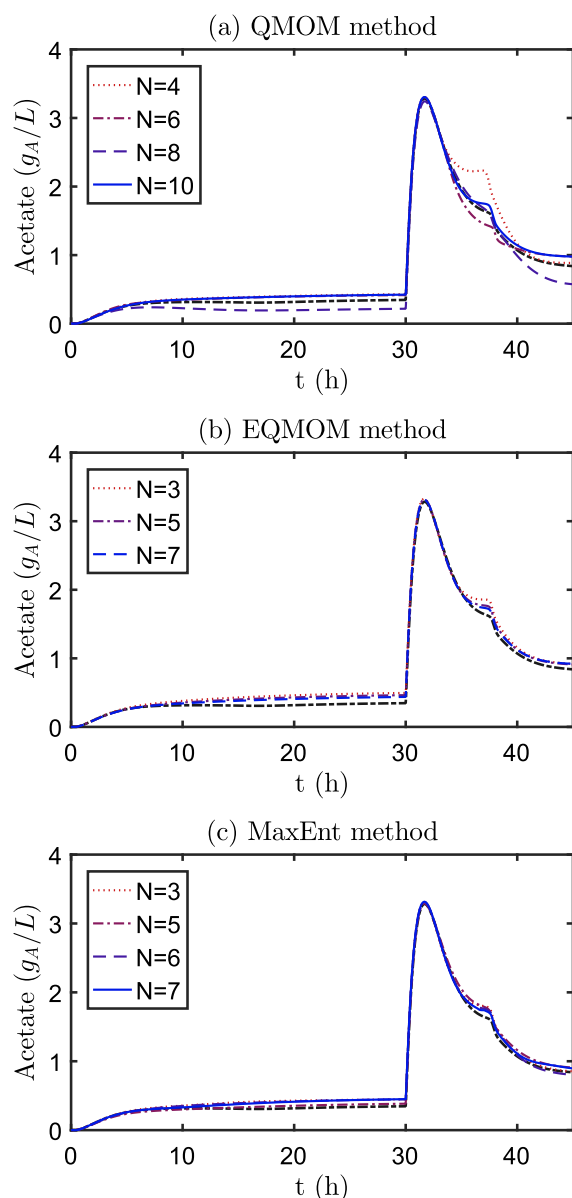 (a) QMOM method
4
3
2
1
0
Acetate (g_A/L)
N=4
N=6
N=8
N=10
0 10 20 30 40
t (h)
(b) EQMOM method
4
3
2
1
0
Acetate (g_A/L)
N=3
N=5
N=7
0 10 20 30 40
t (h)
(c) MaxEnt method
4
3
2
1
0
Acetate (g_A/L)
N=3
N=5
N=6
N=7
0 10 20 30 40
t (h)